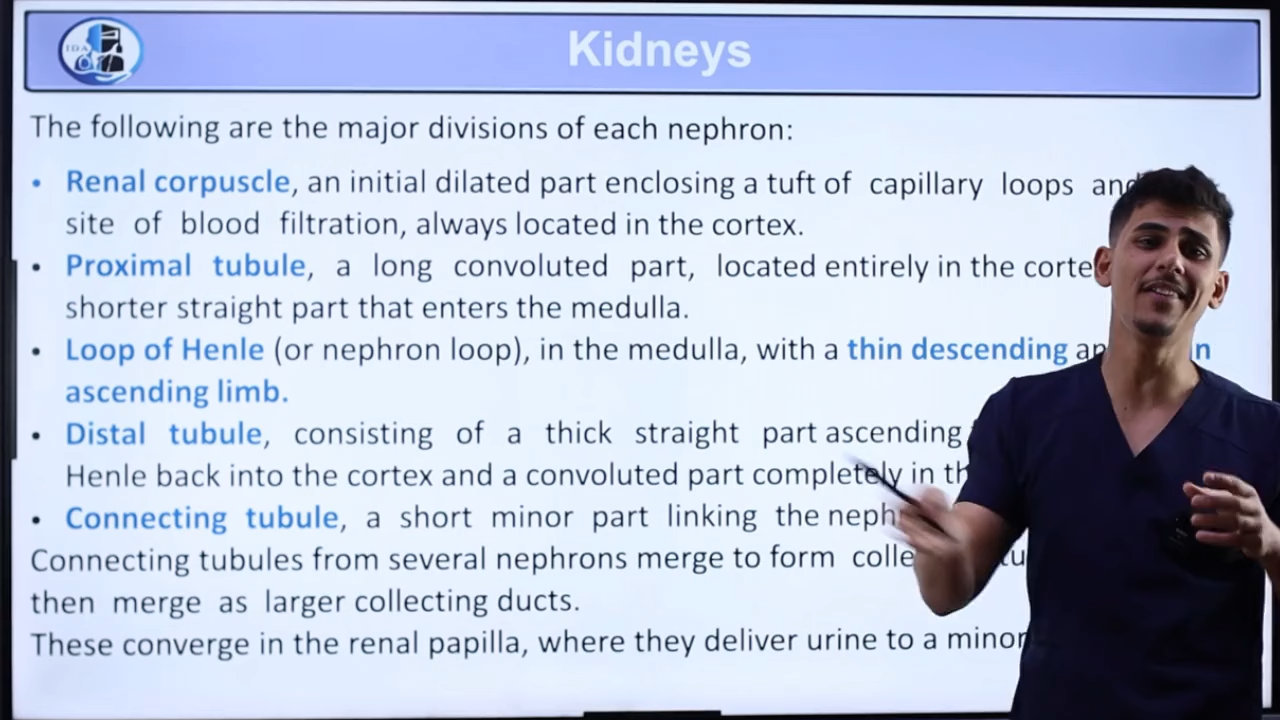 IDA
Kidneys
The following are the major divisions of each nephron:
• Renal corpuscle, an initial dilated part enclosing a tuft of capillary loops and
site of blood filtration, always located in the cortex.
• Proximal tubule, a long convoluted part, located entirely in the
shorter straight part that enters the medulla.
• Loop of Henle (or nephron loop), in the medulla, with a thin descending
ascending limb.
• Distal tubule, consisting of a thick straight part ascending
Henle back into the cortex and a convoluted part completely in
• Connecting tubule, a short minor part linking the
Connecting tubules from several nephrons merge to form
then merge as larger collecting ducts.
These converge in the renal papilla, where they deliver urine to a minor